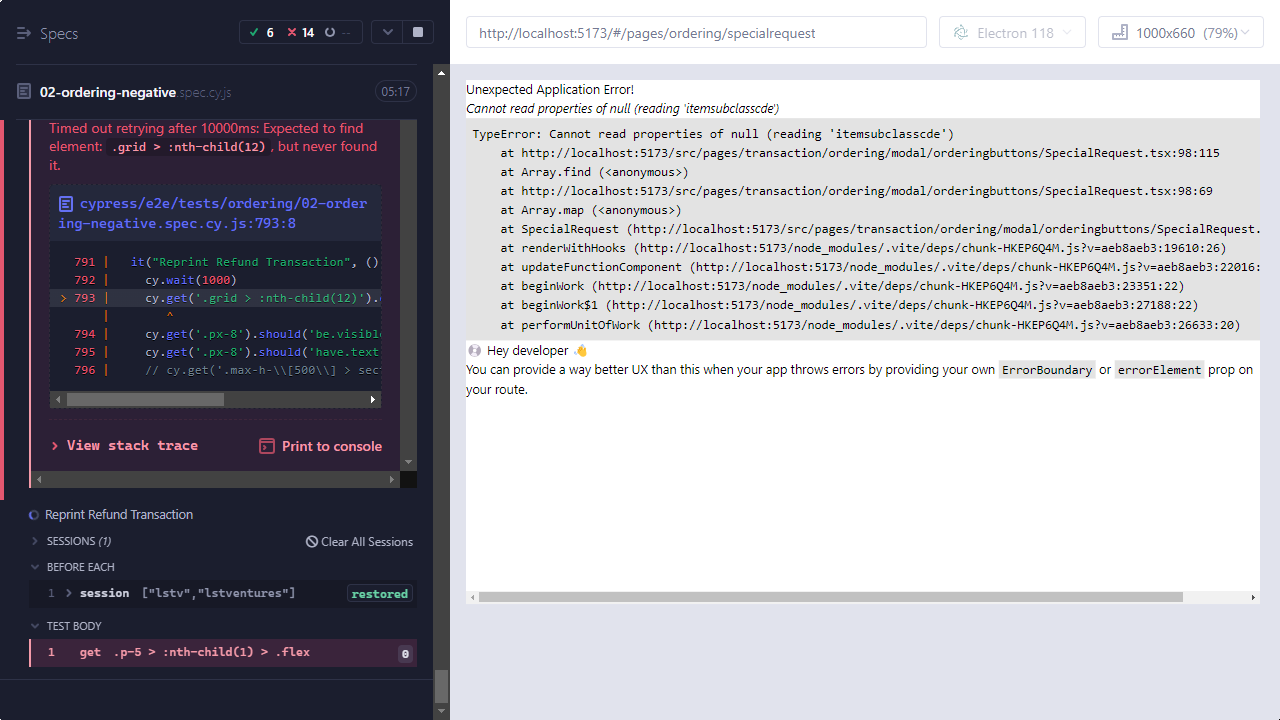 Specs
6 14 --
02-ordering-negative.spec.cy.js 05:17
Timed out retrying after 10000ms: Expected to find
element: .grid > :nth-child(12), but never found
it.
cypress/e2e/tests/ordering/02-order
ing-negative.spec.cy.js:793:8
791 | it("Reprint Refund Transaction", ()
792 | cy.wait(1000)
> 793 | cy.get('.grid > :nth-child(12)').
| ^
794 | cy.get('.px-8').should('be.visible
795 | cy.get('.px-8').should('have.text
796 | // cy.get('.max-h-\\[500\\] > sec
View stack trace
Print to console
Reprint Refund Transaction
SESSIONS (1)
Clear All Sessions
BEFORE EACH
1 > session ["lstv","lstventures"] restored
TEST BODY
1 get .p-5 > :nth-child(1) > .flex 0
http://localhost:5173/#/pages/ordering/specialrequest
Electron 118
1000x660 (79%)
Unexpected Application Error!
Cannot read properties of null (reading 'itemsubclasscde')
TypeError: Cannot read properties of null (reading 'itemsubclasscde')
at http://localhost:5173/src/pages/transaction/ordering/modal/orderingbuttons/SpecialRequest.tsx:98:115
at Array.find (<anonymous>)
at http://localhost:5173/src/pages/transaction/ordering/modal/orderingbuttons/SpecialRequest.tsx:98:69
at Array.map (<anonymous>)
at SpecialRequest (http://localhost:5173/src/pages/transaction/ordering/modal/orderingbuttons/SpecialRequest.
at renderWithHooks (http://localhost:5173/node_modules/.vite/deps/chunk-HKEP6Q4M.js?v=aeb8aeb3:19610:26)
at updateFunctionComponent (http://localhost:5173/node_modules/.vite/deps/chunk-HKEP6Q4M.js?v=aeb8aeb3:22016:
at beginWork (http://localhost:5173/node_modules/.vite/deps/chunk-HKEP6Q4M.js?v=aeb8aeb3:23351:22)
at beginWork$1 (http://localhost:5173/node_modules/.vite/deps/chunk-HKEP6Q4M.js?v=aeb8aeb3:27188:22)
at performUnitOfWork (http://localhost:5173/node_modules/.vite/deps/chunk-HKEP6Q4M.js?v=aeb8aeb3:26633:20)
Hey developer 👋
You can provide a way better UX than this when your app throws errors by providing your own ErrorBoundary or errorElement prop on
your route.